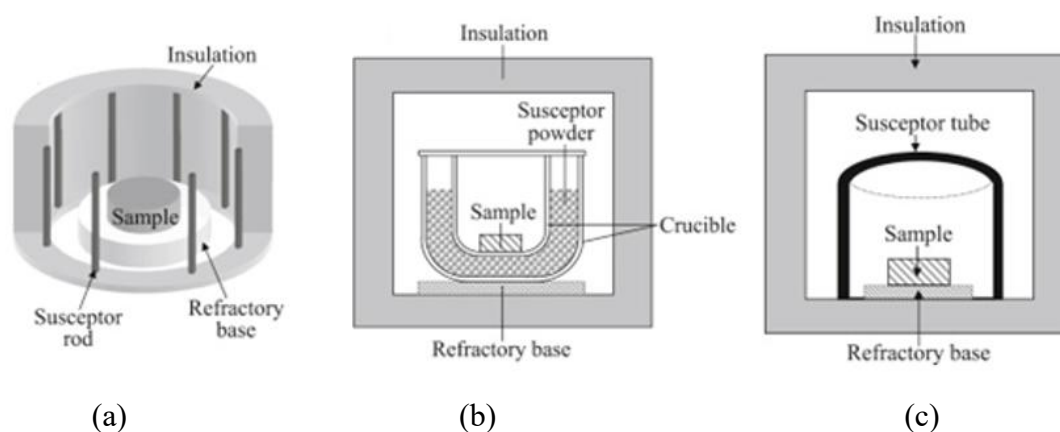 Insulation
Sample
Susceptor
rod
Refractory
base
(a)
Insulation
Susceptor
powder
Sample
Crucible
Refractory base
(b)
Insulation
Susceptor tube
Sample
Refractory base
(c)